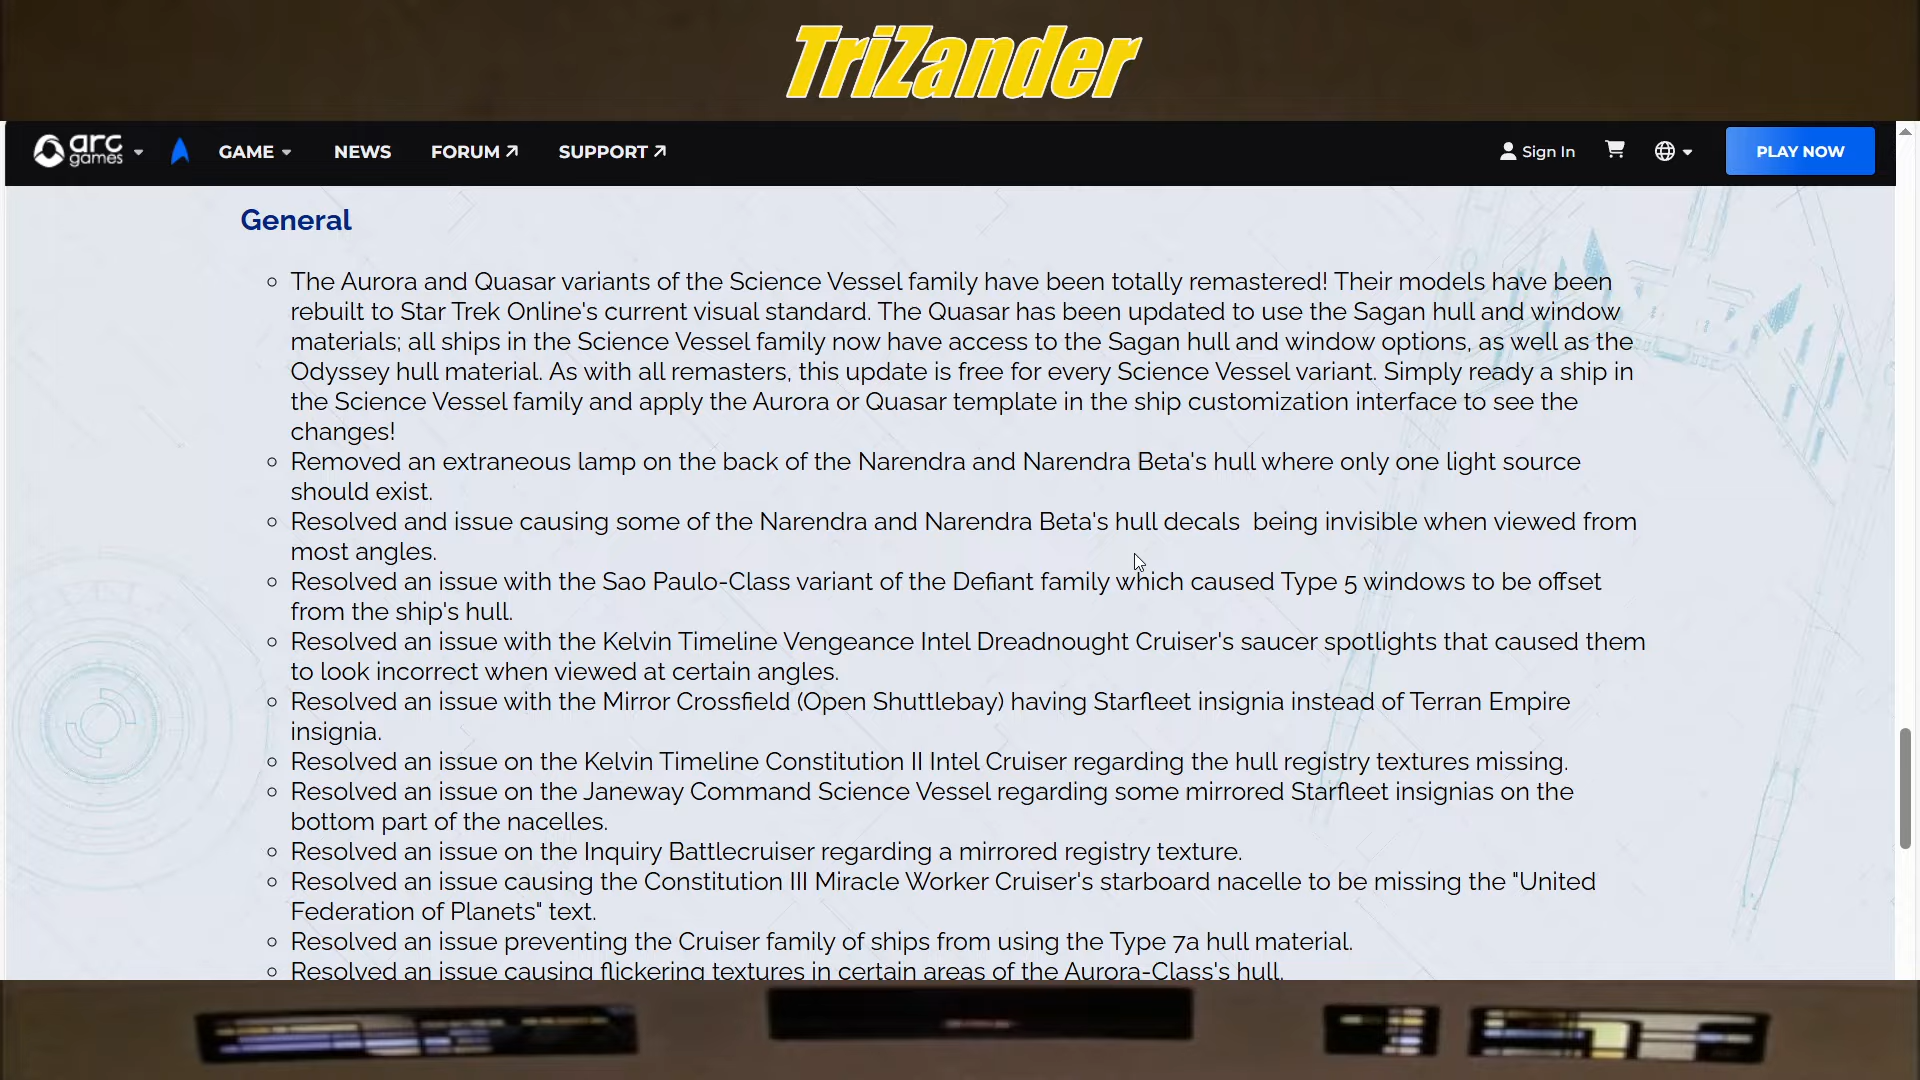 TriZander
arc games
GAME
NEWS
FORUM
SUPPORT
Sign In
PLAY NOW
General
The Aurora and Quasar variants of the Science Vessel family have been totally remastered! Their models have been
rebuilt to Star Trek Online's current visual standard. The Quasar has been updated to use the Sagan hull and window
materials; all ships in the Science Vessel family now have access to the Sagan hull and window options, as well as the
Odyssey hull material. As with all remasters, this update is free for every Science Vessel variant. Simply ready a ship in
the Science Vessel family and apply the Aurora or Quasar template in the ship customization interface to see the
changes!
Removed an extraneous lamp on the back of the Narendra and Narendra Beta's hull where only one light source
should exist.
Resolved and issue causing some of the Narendra and Narendra Beta's hull decals  being invisible when viewed from
most angles.
Resolved an issue with the Sao Paulo-Class variant of the Defiant family which caused Type 5 windows to be offset
from the ship's hull.
Resolved an issue with the Kelvin Timeline Vengeance Intel Dreadnought Cruiser's saucer spotlights that caused them
to look incorrect when viewed at certain angles.
Resolved an issue with the Mirror Crossfield (Open Shuttlebay) having Starfleet insignia instead of Terran Empire
insignia.
Resolved an issue on the Kelvin Timeline Constitution II Intel Cruiser regarding the hull registry textures missing.
Resolved an issue on the Janeway Command Science Vessel regarding some mirrored Starfleet insignias on the
bottom part of the nacelles.
Resolved an issue on the Inquiry Battlecruiser regarding a mirrored registry texture.
Resolved an issue causing the Constitution III Miracle Worker Cruiser's starboard nacelle to be missing the "United
Federation of Planets" text.
Resolved an issue preventing the Cruiser family of ships from using the Type 7a hull material.
Resolved an issue causing flickering textures in certain areas of the Aurora-Class's hull.